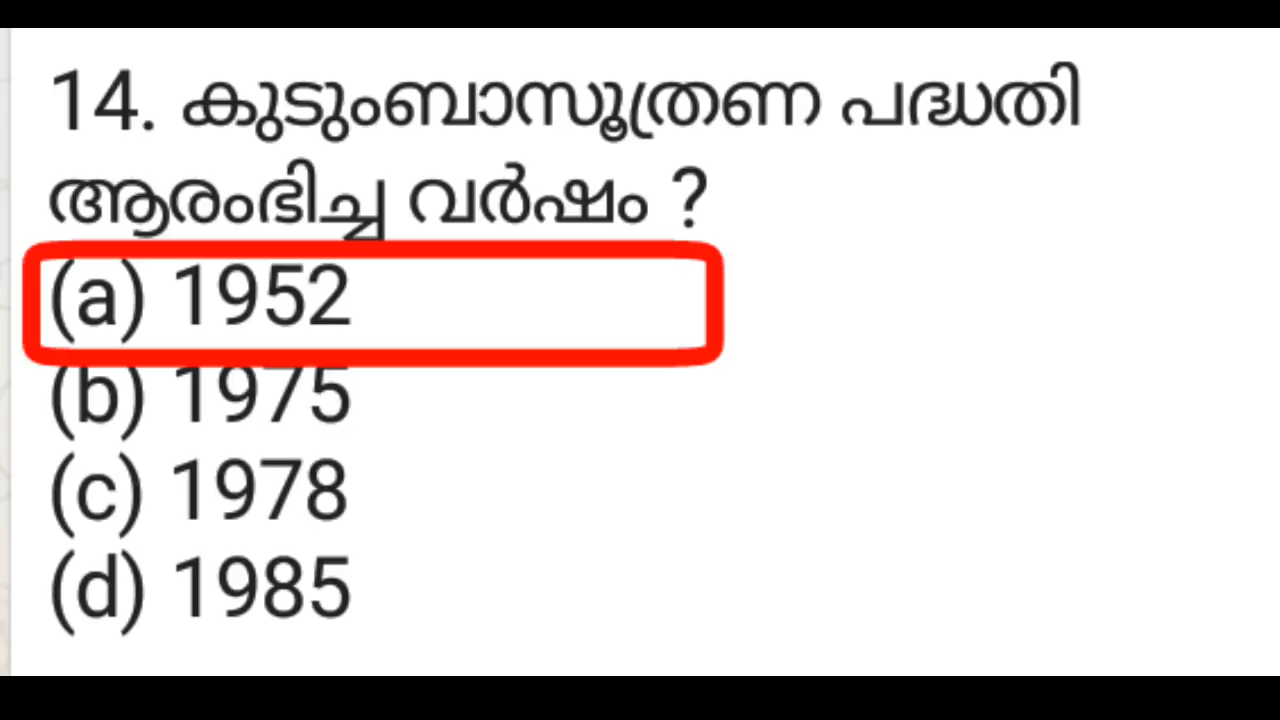 14. കുടുംബാസൂത്രണ പദ്ധതി
ആരംഭിച്ച വർഷം ?
(a) 1952
(b) 1975
(c) 1978
(d) 1985